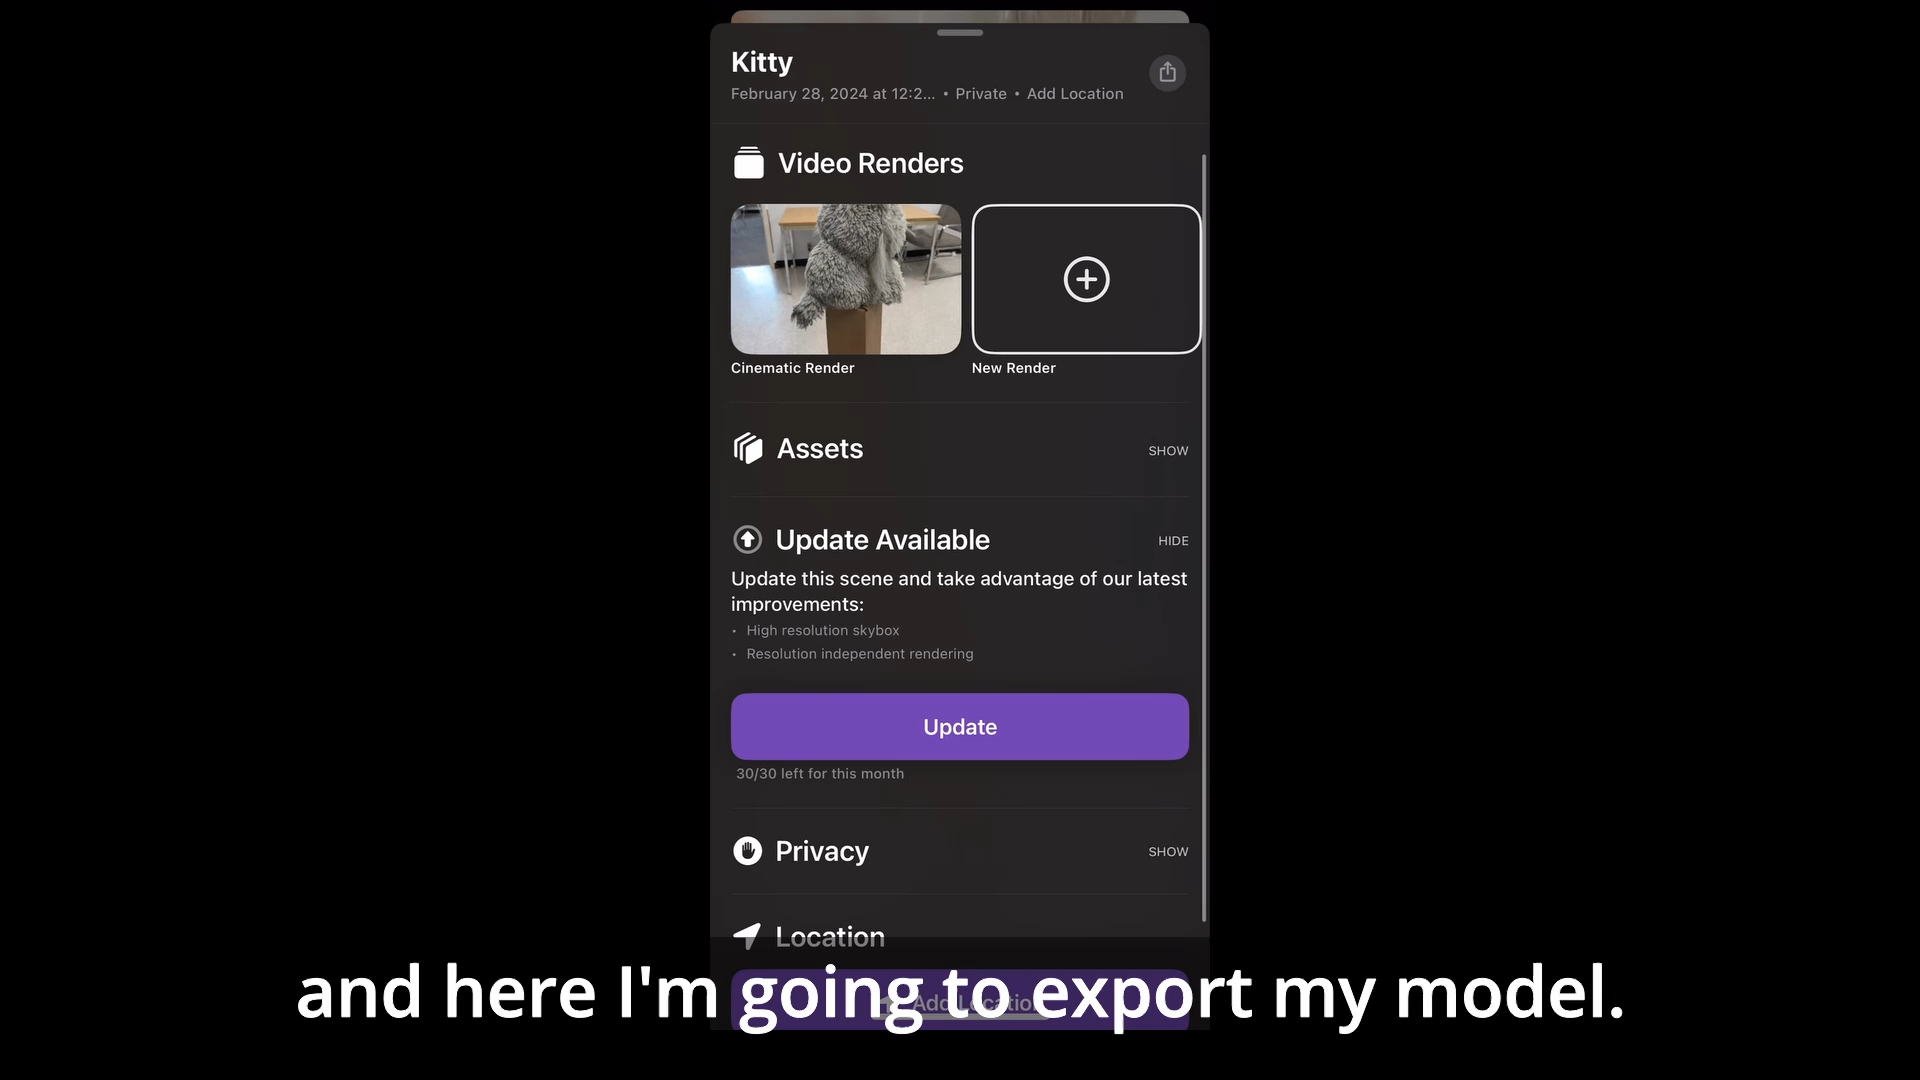 Kitty
February 28, 2024 at 12:2... • Private • Add Location
Video Renders
Cinematic Render
New Render
Assets
SHOW
Update Available
HIDE
Update this scene and take advantage of our latest
improvements:
• High resolution skybox
• Resolution independent rendering
Update
30/30 left for this month
Privacy
SHOW
Location
Add Location
and here I'm going to export my model.